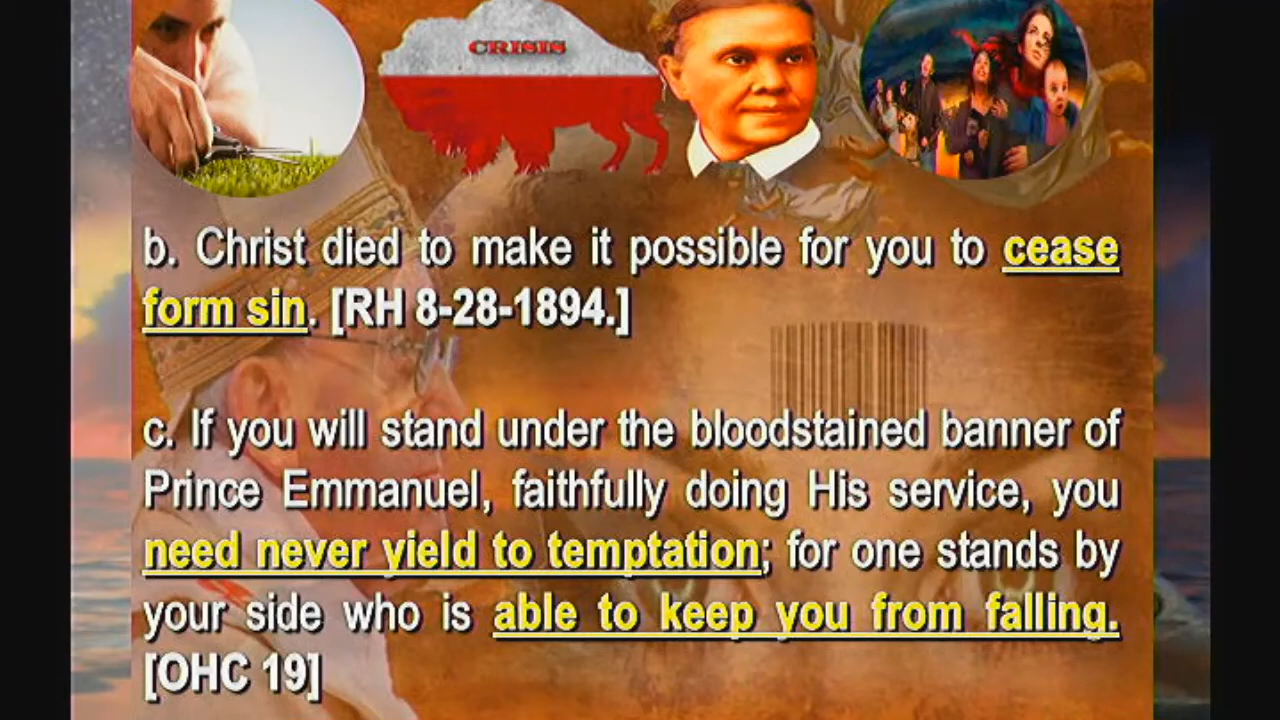 CRISIS
b. Christ died to make it possible for you to cease
form sin. [RH 8-28-1894.]
c. If you will stand under the bloodstained banner of
Prince Emmanuel, faithfully doing His service, you
need never yield to temptation; for one stands by
your side who is able to keep you from falling.
[OHC 19]